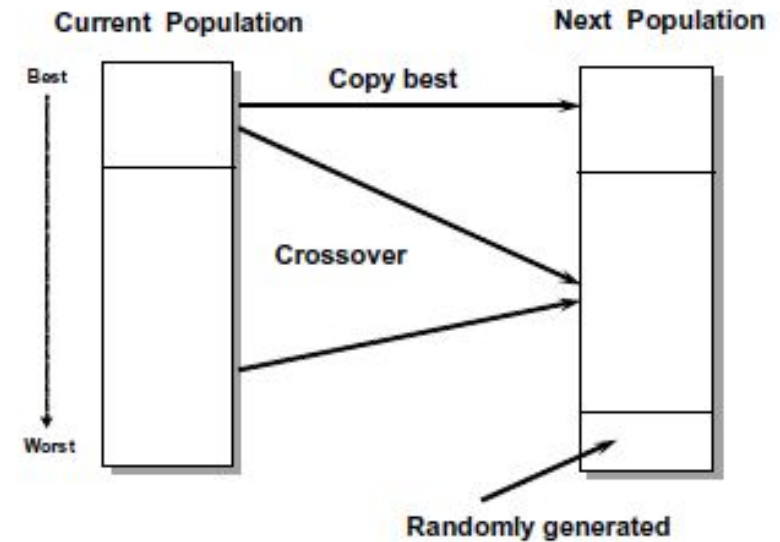 Current Population
Next Population
Best
Copy best
Crossover
Worst
Randomly generated